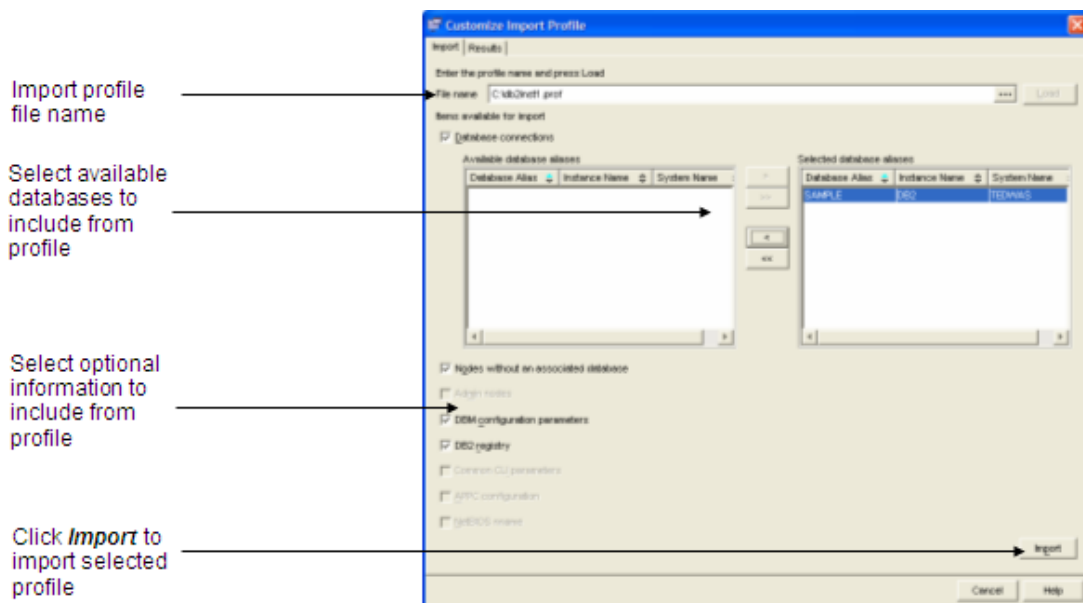 Customize Import Profile
Import
Results
Enter the profile name and press Load
Import profile
file name
File name
C:\db2inst1.prof
...
Load
Items available for import
Database connections
Select available
databases to
include from
profile
Available database aliases
Database Alias
Instance Name
System Name
>
>>
<
<<
Selected database aliases
Database Alias
Instance Name
System Name
SAMPLE
DB2
TEDWAS
Select optional
information to
include from
profile
Nodes without an associated database
Admin nodes
DBM configuration parameters
DB2 registry
Common CLI parameters
APPC configuration
NetBIOS related
Click Import to
import selected
profile
Import
Cancel
Help